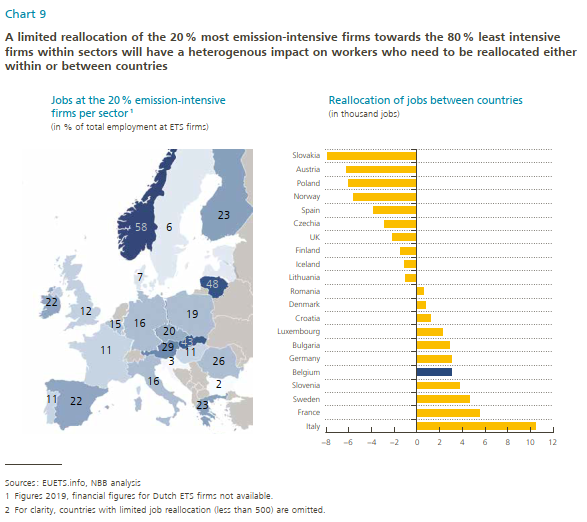 Chart 9
A limited reallocation of the 20 % most emission-intensive firms towards the 80 % least intensive
firms within sectors will have a heterogenous impact on workers who need to be reallocated either
within or between countries
Jobs at the 20 % emission-intensive
firms per sector 1
(in % of total employment at ETS firms)
58
6
23
7
48
22
12
15
16
19
20
43
29
11
11
3
26
16
2
11
22
23
Reallocation of jobs between countries
(in thousand jobs)
Slovakia
Austria
Poland
Norway
Spain
Czechia
UK
Finland
Iceland
Lithuania
Romania
Denmark
Croatia
Luxembourg
Bulgaria
Germany
Belgium
Slovenia
Sweden
France
Italy
−8 −6 −4 −2 0 2 4 6 8 10 12
Sources : EUETS.info, NBB analysis
1 Figures 2019, financial figures for Dutch ETS firms not available.
2 For clarity, countries with limited job reallocation (less than 500) are omitted.